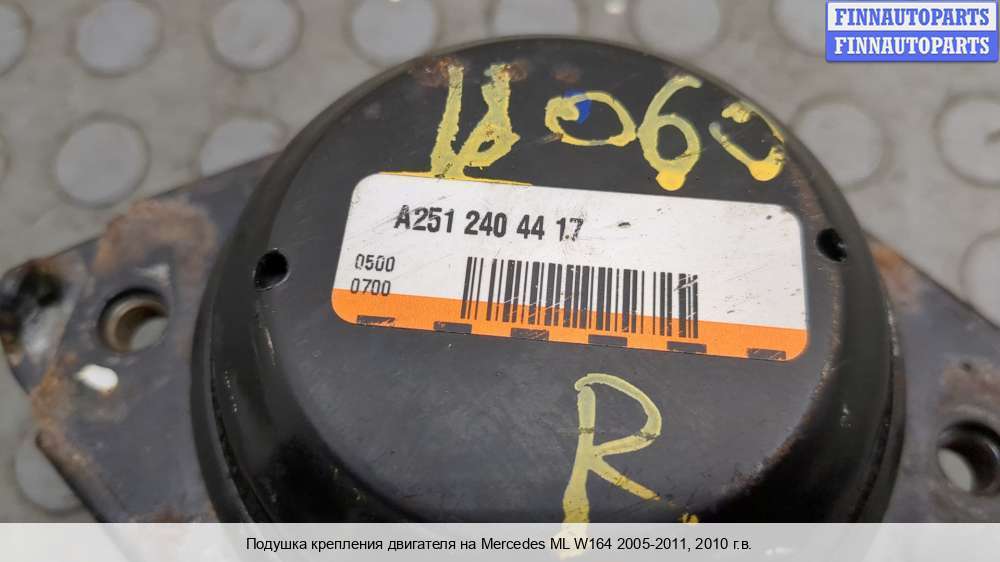 FINNAUTOPARTS
FINNAUTOPARTS
A251 240 44 17
0500
0700
R
Подушка крепления двигателя на Mercedes ML W164 2005-2011, 2010 г.в.